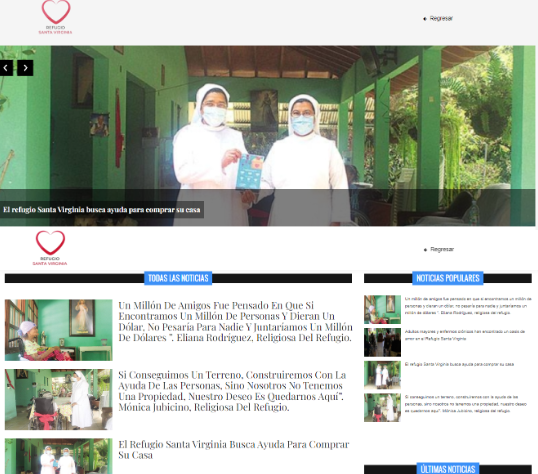 REFUGIO
SANTA VIRGINIA
Regresar
El refugio Santa Virginia busca ayuda para comprar su casa
REFUGIO
SANTA VIRGINIA
Regresar
TODAS LAS NOTICIAS
Un Millón De Amigos Fue Pensado En Que Si
Encontramos Un Millón De Personas Y Dieran Un
Dólar, No Pesaría Para Nadie Y Juntaríamos Un Millón
De Dólares ". Eliana Rodríguez, Religiosa Del Refugio.
Si Conseguimos Un Terreno, Construiremos Con La
Ayuda De Las Personas, Sino Nosotros No Tenemos
Una Propiedad, Nuestro Deseo Es Quedarnos Aquí”.
Mónica Jubicino, Religiosa Del Refugio.
El Refugio Santa Virginia Busca Ayuda Para Comprar
Su Casa
NOTICIAS POPULARES
Un millón de amigos fue pensado en que si encontramos un millón de
personas y dieran un dólar, no pesaría para nadie y juntaríamos un
millón de dólares ". Eliana Rodríguez, religiosa del refugio.
Adultos mayores y enfermos crónicos han encontrado un oasis de
amor en el Refugio Santa Virginia
El refugio Santa Virginia busca ayuda para comprar su casa
Si conseguimos un terreno, construiremos con la ayuda de las
personas, sino nosotros no tenemos una propiedad, nuestro deseo
es quedarnos aquí”. Mónica Jubicino, religiosa del refugio.
ÚLTIMAS NOTICIAS